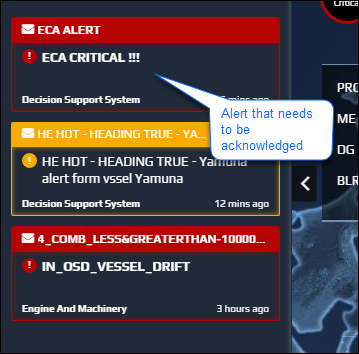 Critica
ECA ALERT
ECA CRITICAL !!!
Decision Support System
mins ago
Alert that needs
to be
acknowledged
HE HDT - HEADING TRUE - YA...
HE HDT - HEADING TRUE - Yamuna
alert form vssel Yamuna
Decision Support System
12 mins ago
4_COMB_LESS&GREATERTHAN-10000...
IN_OSD_VESSEL_DRIFT
Engine And Machinery
3 hours ago
PRO
ME
DG
BLR